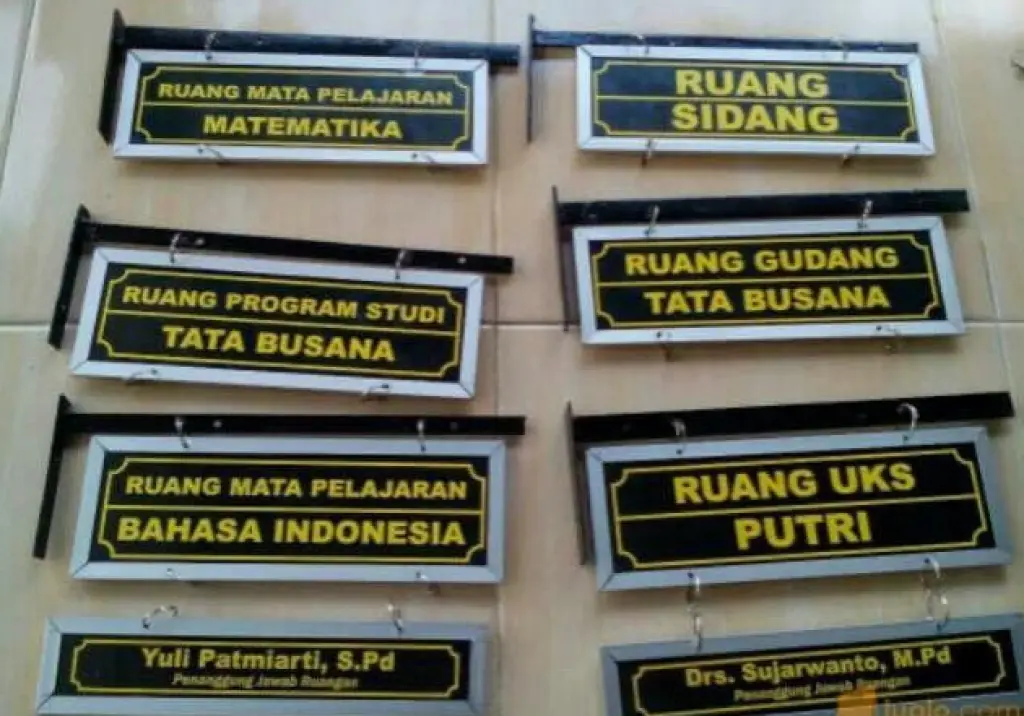 RUANG MATA PELAJARAN
MATEMATIKA
RUANG
SIDANG
RUANG PROGRAM STUDI
TATA BUSANA
RUANG GUDANG
TATA BUSANA
RUANG MATA PELAJARAN
BAHASA INDONESIA
RUANG UKS
PUTRI
Yuli Patmiarti, S.Pd
Penanggung Jawab Ruangan
Drs. Sujarwanto, M.Pd
Penanggung Jawab Ruangan